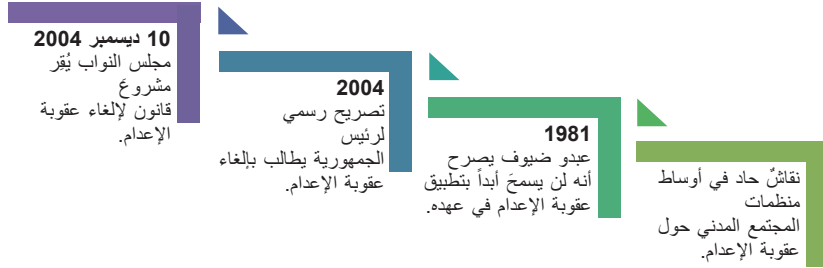 نقاشٌ حاد في أوساط
منظمات
المجتمع المدني حول
عقوبة الإعدام.
1981
عبدو ضيوف يصرح
أنه لن يسمحَ أبداً بتطبيق
عقوبة الإعدام في عهده.
2004
تصريح رسمي
لرئيس
الجمهورية يطالب بإلغاء
عقوبة الإعدام.
10 ديسمبر 2004
مجلس النواب يُقِر
مشروعَ
قانون لإلغاء عقوبة
الإعدام.